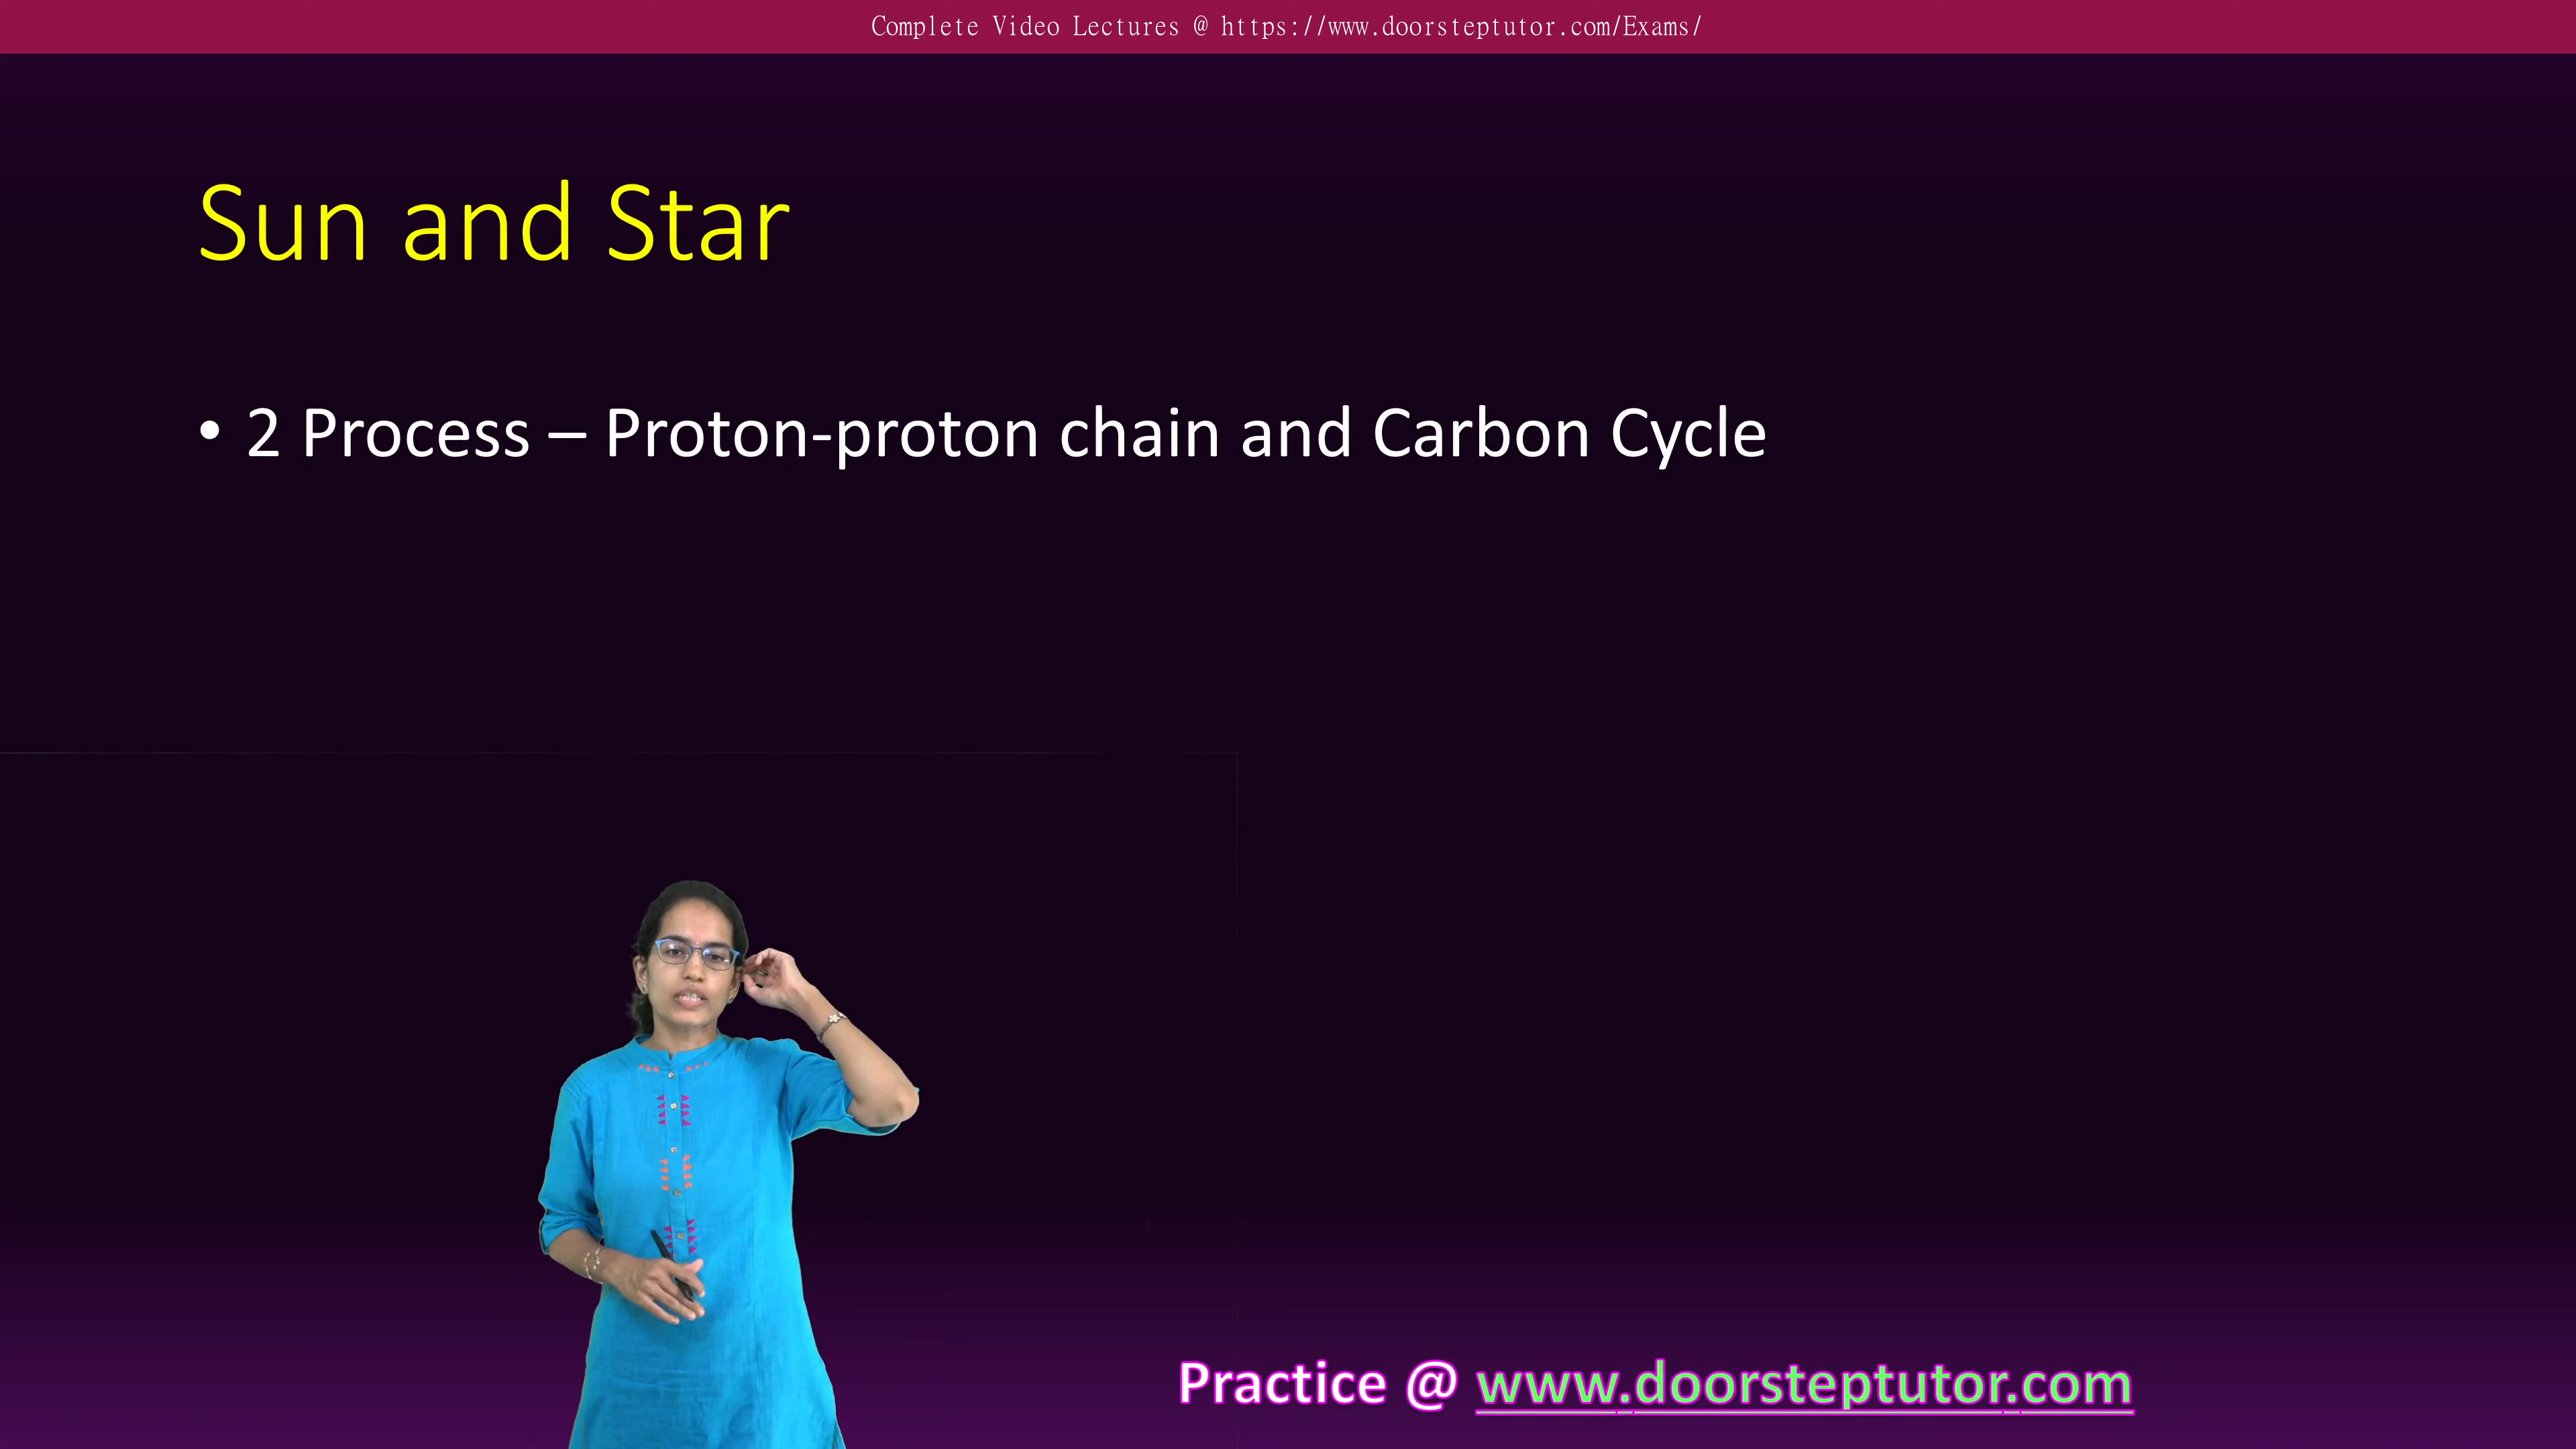 Complete Video Lectures @ https://www.doorsteptutor.com/Exams/
Sun and Star
• 2 Process – Proton-proton chain and Carbon Cycle
Practice @ www.doorsteptutor.com